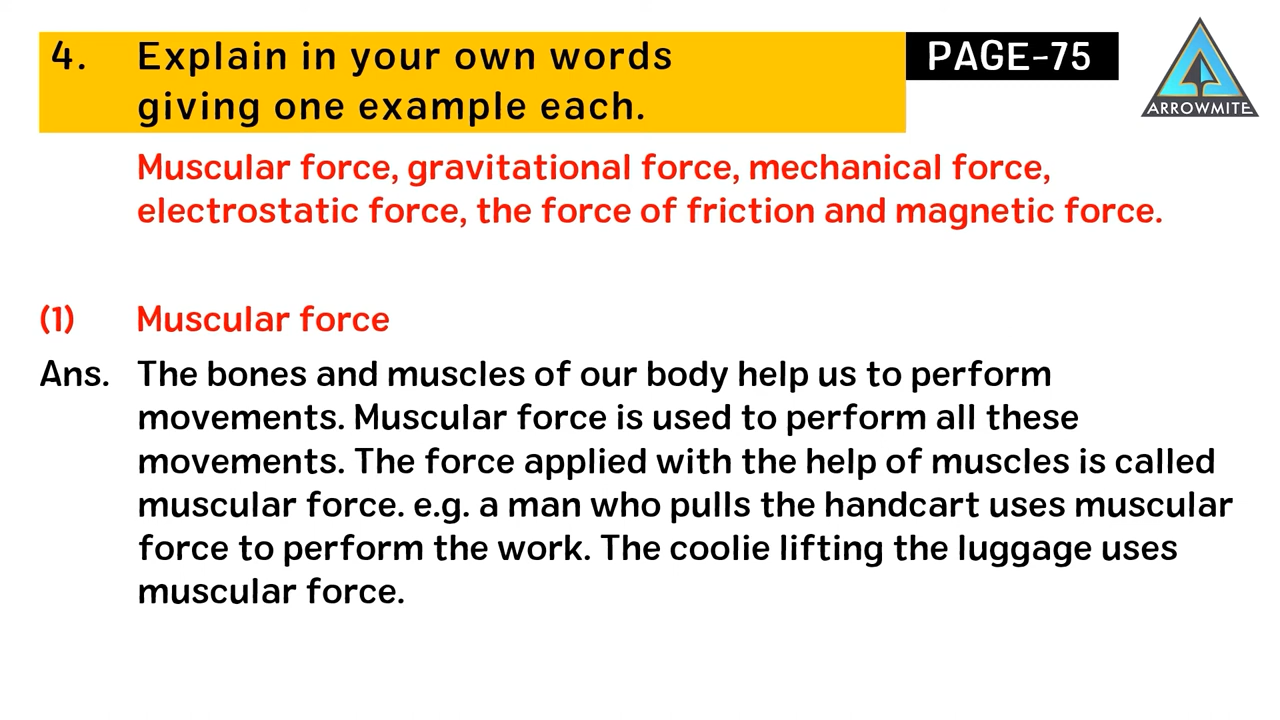 4. Explain in your own words
giving one example each.
PAGE-75
ARROWMITE
Muscular force, gravitational force, mechanical force,
electrostatic force, the force of friction and magnetic force.
(1) Muscular force
Ans. The bones and muscles of our body help us to perform
movements. Muscular force is used to perform all these
movements. The force applied with the help of muscles is called
muscular force. e.g. a man who pulls the handcart uses muscular
force to perform the work. The coolie lifting the luggage uses
muscular force.